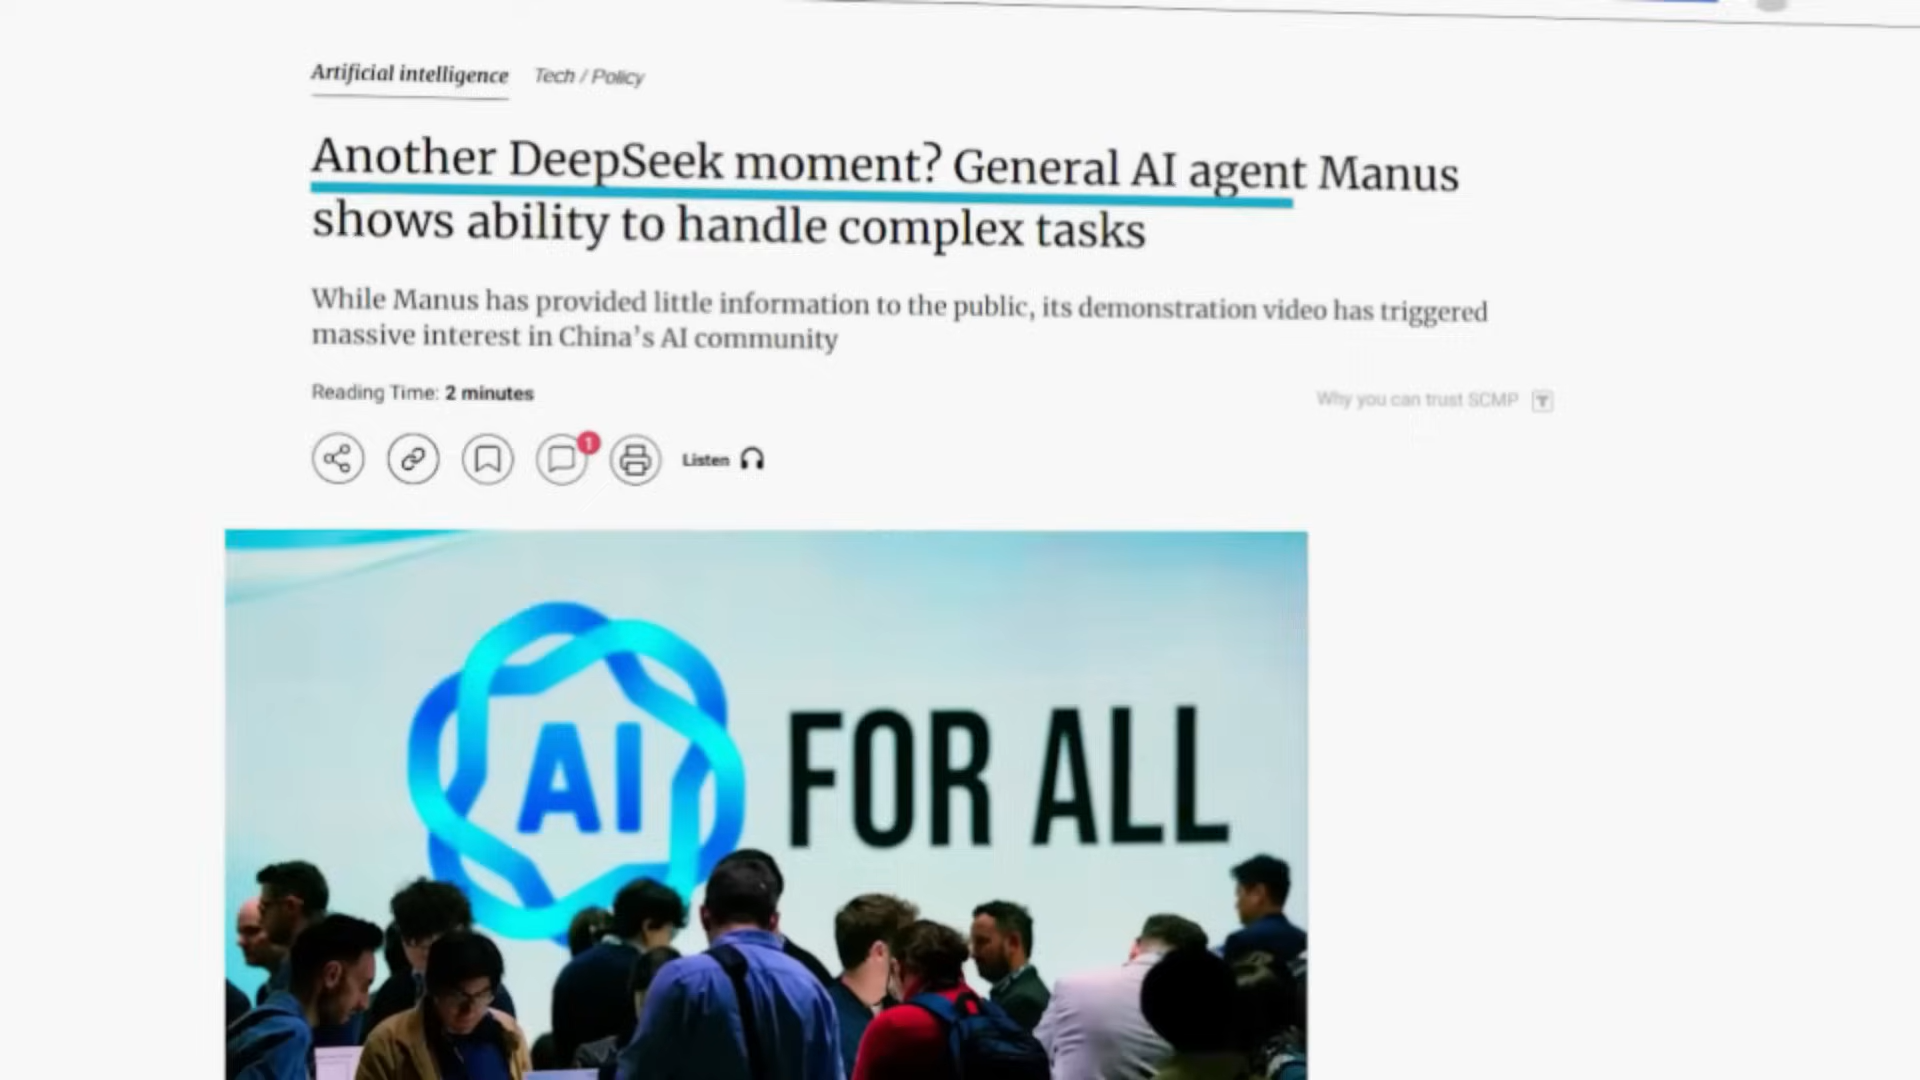 Artificial intelligence Tech / Policy
Another DeepSeek moment? General AI agent Manus
shows ability to handle complex tasks
While Manus has provided little information to the public, its demonstration video has triggered
massive interest in China's AI community
Reading Time: 2 minutes
Why you can trust SCMP
1
Listen
AI FOR ALL